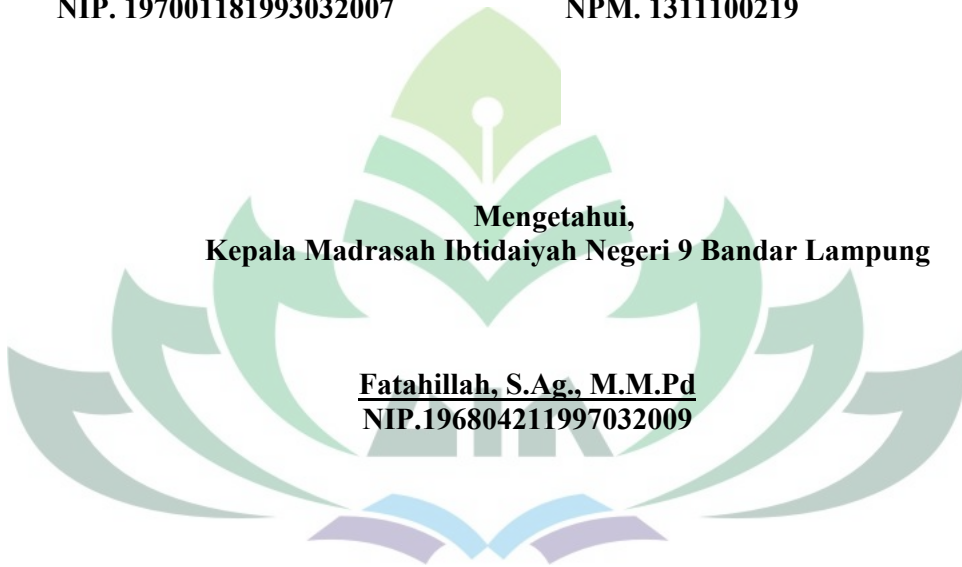 NIP. 197001181993032007 NPM. 1311100219
Mengetahui,
Kepala Madrasah Ibtidaiyah Negeri 9 Bandar Lampung
Fatahillah, S.Ag., M.M.Pd
NIP.196804211997032009